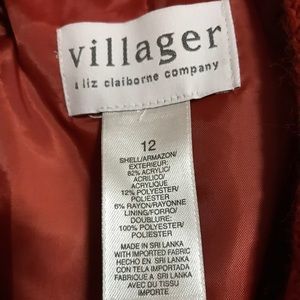 villager
a liz claiborne company
12
SHELL/ARMAZON/
EXTERIEUR:
82% ACRYLIC/
ACRILICO/
ACRYLIQUE
12% POLYESTER/
POLIESTER
6% RAYON/RAYONNE
LINING/FORRO/
DOUBLURE:
100% POLYESTER/
POLIESTER
MADE IN SRI LANKA
WITH IMPORTED FABRIC
HECHO EN SRI LANKA
CON TELA IMPORTADA
FABRIQUÉ A SRI LANKA
AVEC DU TISSU
IMPORTE